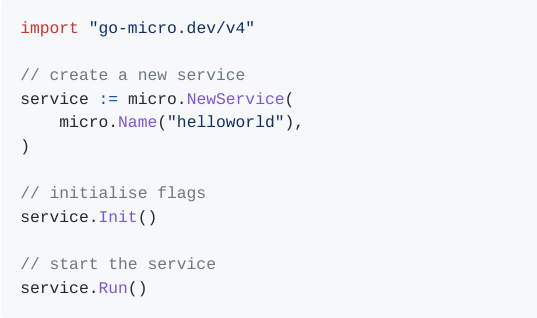 import "go-micro.dev/v4"

// create a new service
service := micro.NewService(
    micro.Name("helloworld"),
)

// initialise flags
service.Init()

// start the service
service.Run()